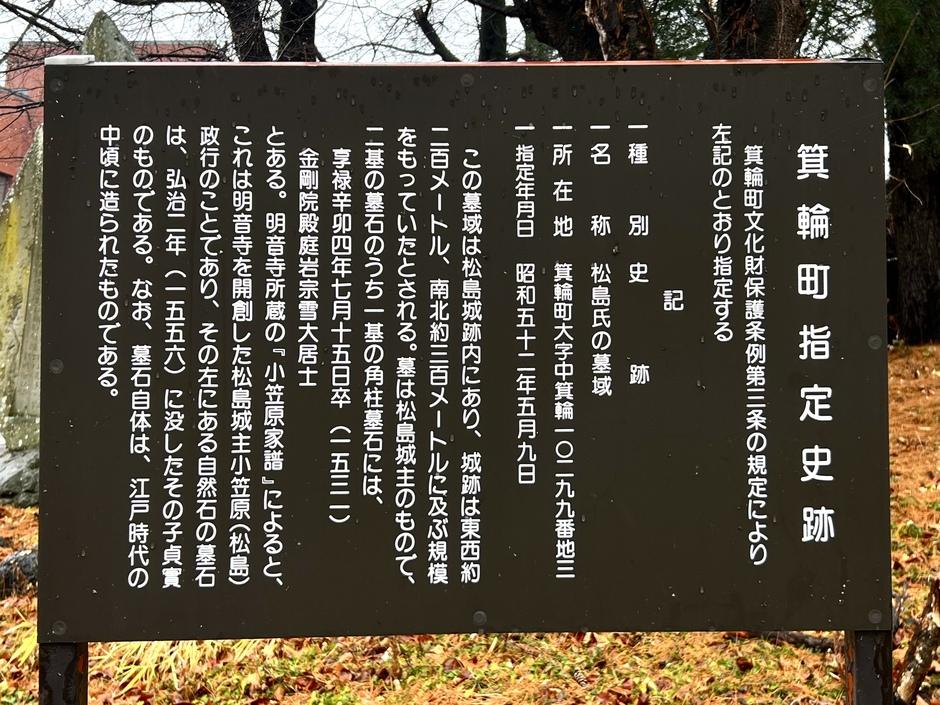 箕輪町指定史跡
箕輪町文化財保護条例第三条の規定により
左記のとおり指定する
記
一種別 史跡
一名称 松島氏の墓域
一所在地 箕輪町大字中箕輪一〇二九九番地三
一指定年月日 昭和五十二年五月九日
この墓域は松島城跡内にあり、城跡は東西約
二百メートル、南北約三百メートルに及ぶ規模
をもっていたとされる。墓は松島城主のもので、
二基の墓石のうち一基の角柱墓石には、
享禄辛卯四年七月十五日卒(一五三一)
金剛院殿庭岩宗雪大居士
とある。明音寺所蔵の『小笠原家譜』によると、
これは明音寺を開創した松島城主小笠原(松島)
政行のことであり、その左にある自然石の墓石
は、弘治二年(一五五六)に没したその子貞實
のものである。なお、墓石自体は、江戸時代の
中頃に造られたものである。